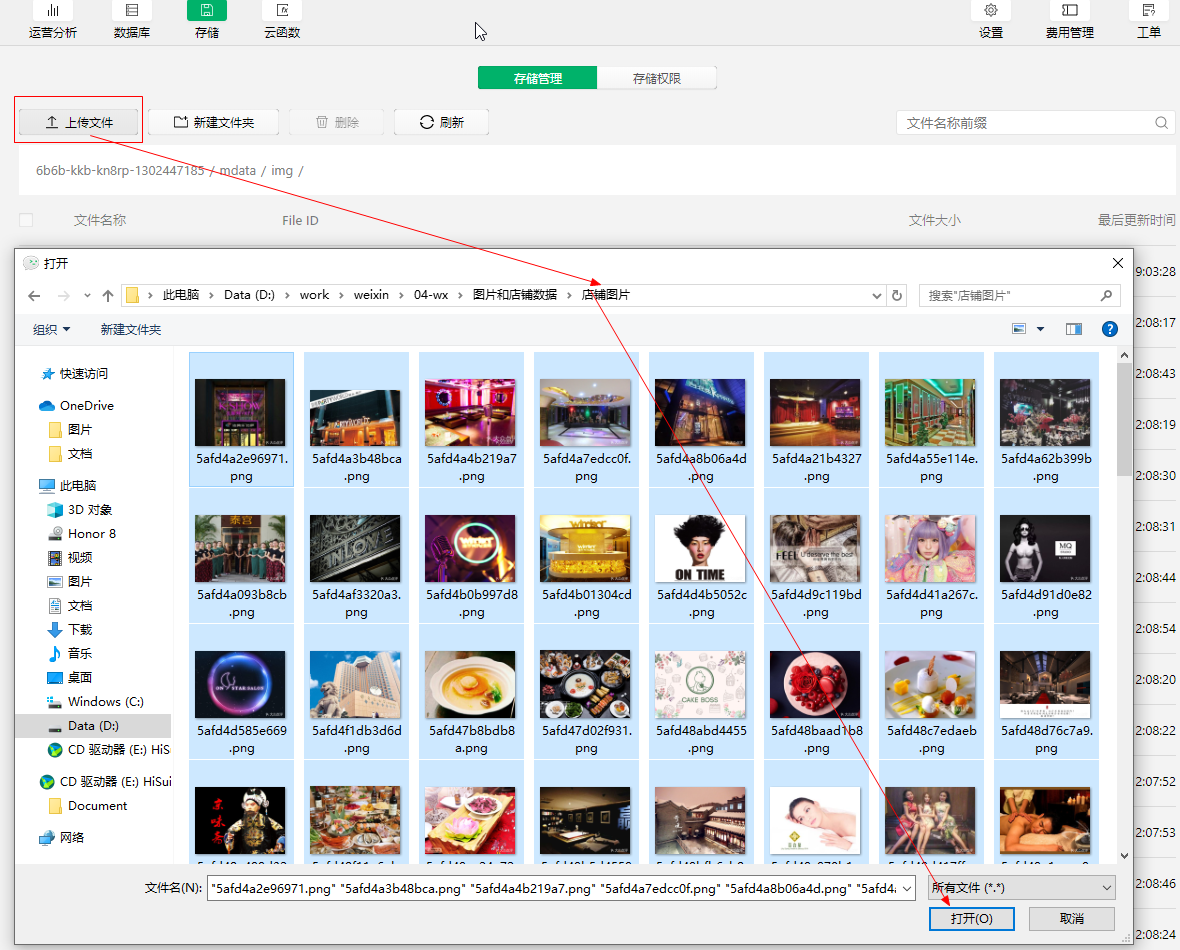 运营分析 数据库 存储 云函数 设置 费用管理 工单
存储管理 存储权限
上传文件 新建文件夹 删除 刷新 文件名称前缀
6b6b-kkb-kn8rp-1302447185 / mdata / img /
文件名称 File ID 文件大小 最后更新时间
打开
此电脑 › Data (D:) › work › weixin › 04-wx › 图片和店铺数据 › 店铺图片 搜索"店铺图片"
组织 新建文件夹
快速访问
OneDrive
图片
文档
此电脑
3D 对象
Honor 8
视频
图片
文档
下载
音乐
桌面
Windows (C:)
Data (D:)
CD 驱动器 (E:) HiS
CD 驱动器 (E:) HiSui
Document
网络
5afd4a2e96971.png
5afd4a3b48bca.png
5afd4a4b219a7.png
5afd4a7edcc0f.png
5afd4a8b06a4d.png
5afd4a21b4327.png
5afd4a55e114e.png
5afd4a62b399b.png
5afd4a093b8cb.png
5afd4af3320a3.png
5afd4b0b997d8.png
5afd4b01304cd.png
ON TIME
5afd4d4b5052c.png
FEEL U deserve the best
5afd4d9c119bd.png
5afd4d41a267c.png
MQ
5afd4d91d0e82.png
5afd4d585e669.png
5afd4f1db3d6d.png
5afd47b8bdb8a.png
5afd47d02f931.png
CAKE BOSS
5afd48abd4455.png
5afd48baad1b8.png
5afd48c7edaeb.png
5afd48d76c7a9.png
9:03:28
2:08:17
2:08:43
2:08:19
2:08:30
2:08:31
2:08:44
2:08:54
2:08:20
2:08:22
2:07:52
2:07:53
2:08:46
2:08:24
文件名(N): "5afd4a2e96971.png" "5afd4a3b48bca.png" "5afd4a4b219a7.png" "5afd4a7edcc0f.png" "5afd4a8b06a4d.png" "5afd4 所有文件 (*.*)
打开(O) 取消